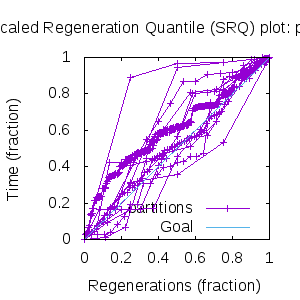 caled Regeneration Quantile (SRQ) plot: p
1
0.8
0.6
0.4
0.2
0
0 0.2 0.4 0.6 0.8 1
Time (fraction)
partitions
Goal
Regenerations (fraction)